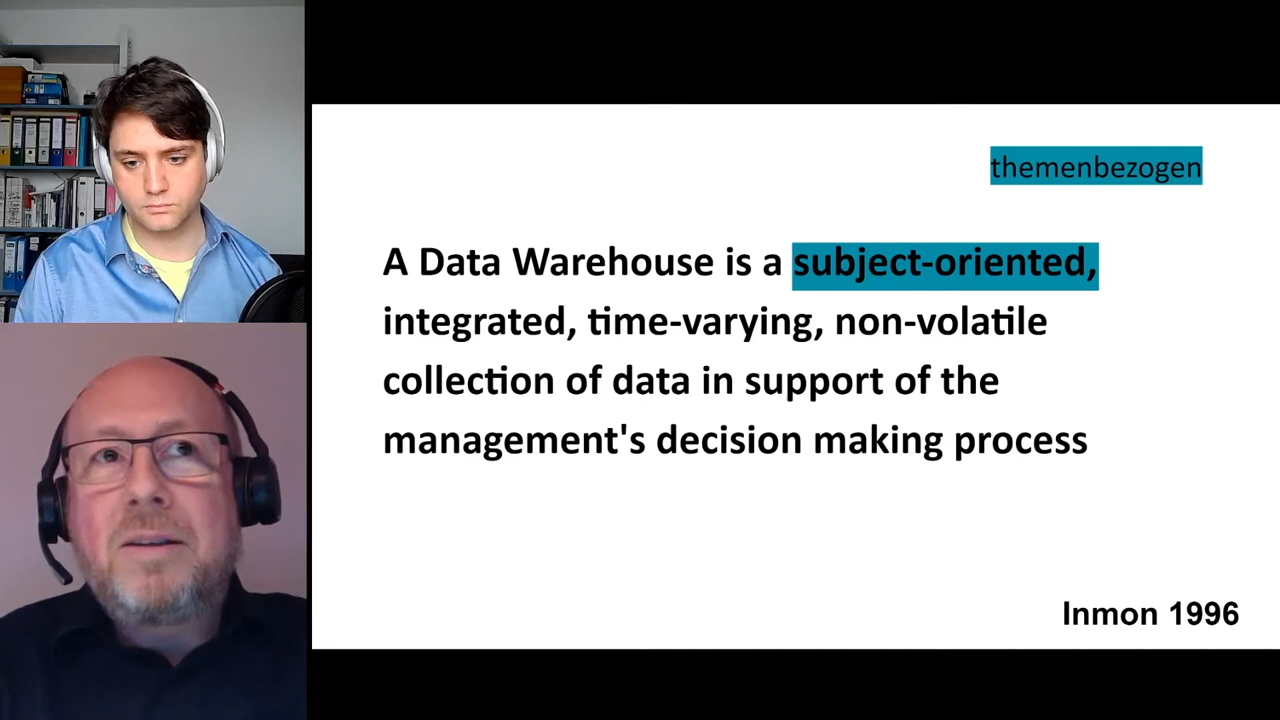 themenbezogen
A Data Warehouse is a subject-oriented,
integrated, time-varying, non-volatile
collection of data in support of the
management's decision making process
Inmon 1996